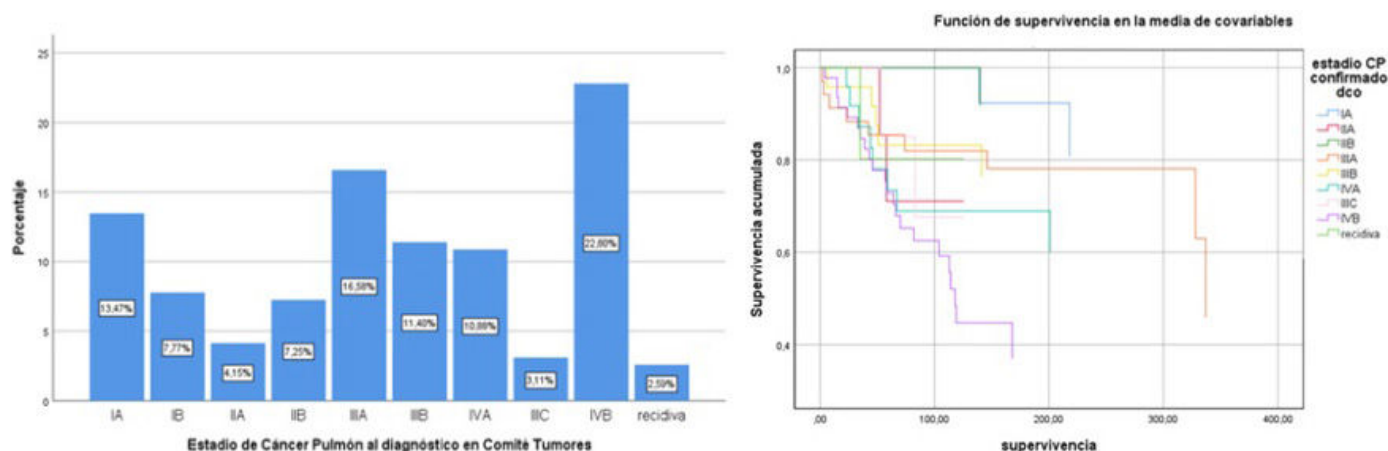 25
20
15
10
5
0
Porcentaje
13,47%
7,77%
4,15%
7,25%
16,58%
11,40%
10,88%
3,11%
22,80%
2,59%
IA
IB
IIA
IIB
IIIA
IIIB
IVA
IIIC
IVB
recidiva
Estadio de Cáncer Pulmón al diagnóstico en Comité Tumores
Función de supervivencia en la media de covariables
1,0
0,8
0,6
0,4
Supervivencia acumulada
,00
100,00
200,00
300,00
400,00
supervivencia
estadio CP
confirmado
dco
IA
IIA
IIB
IIIA
IIIB
IVA
IIIC
IVB
recidiva